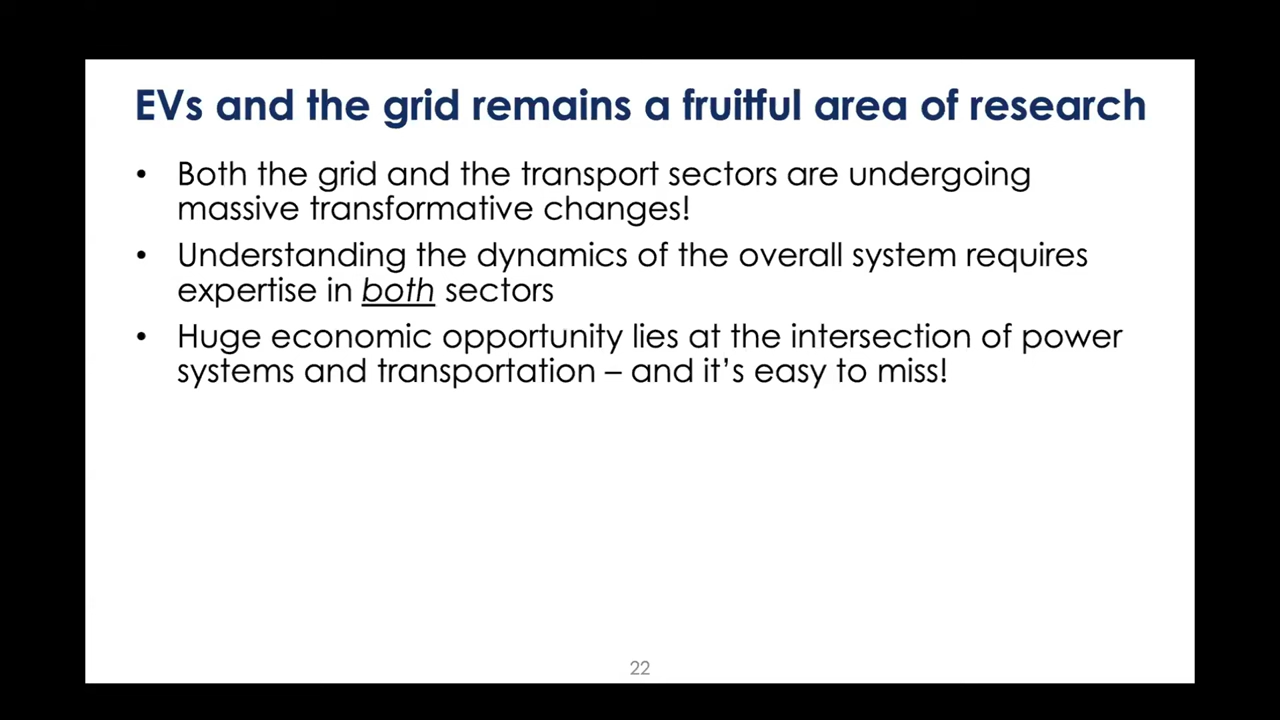 EVs and the grid remains a fruitful area of research
• Both the grid and the transport sectors are undergoing
massive transformative changes!
• Understanding the dynamics of the overall system requires
expertise in both sectors
• Huge economic opportunity lies at the intersection of power
systems and transportation – and it’s easy to miss!
22